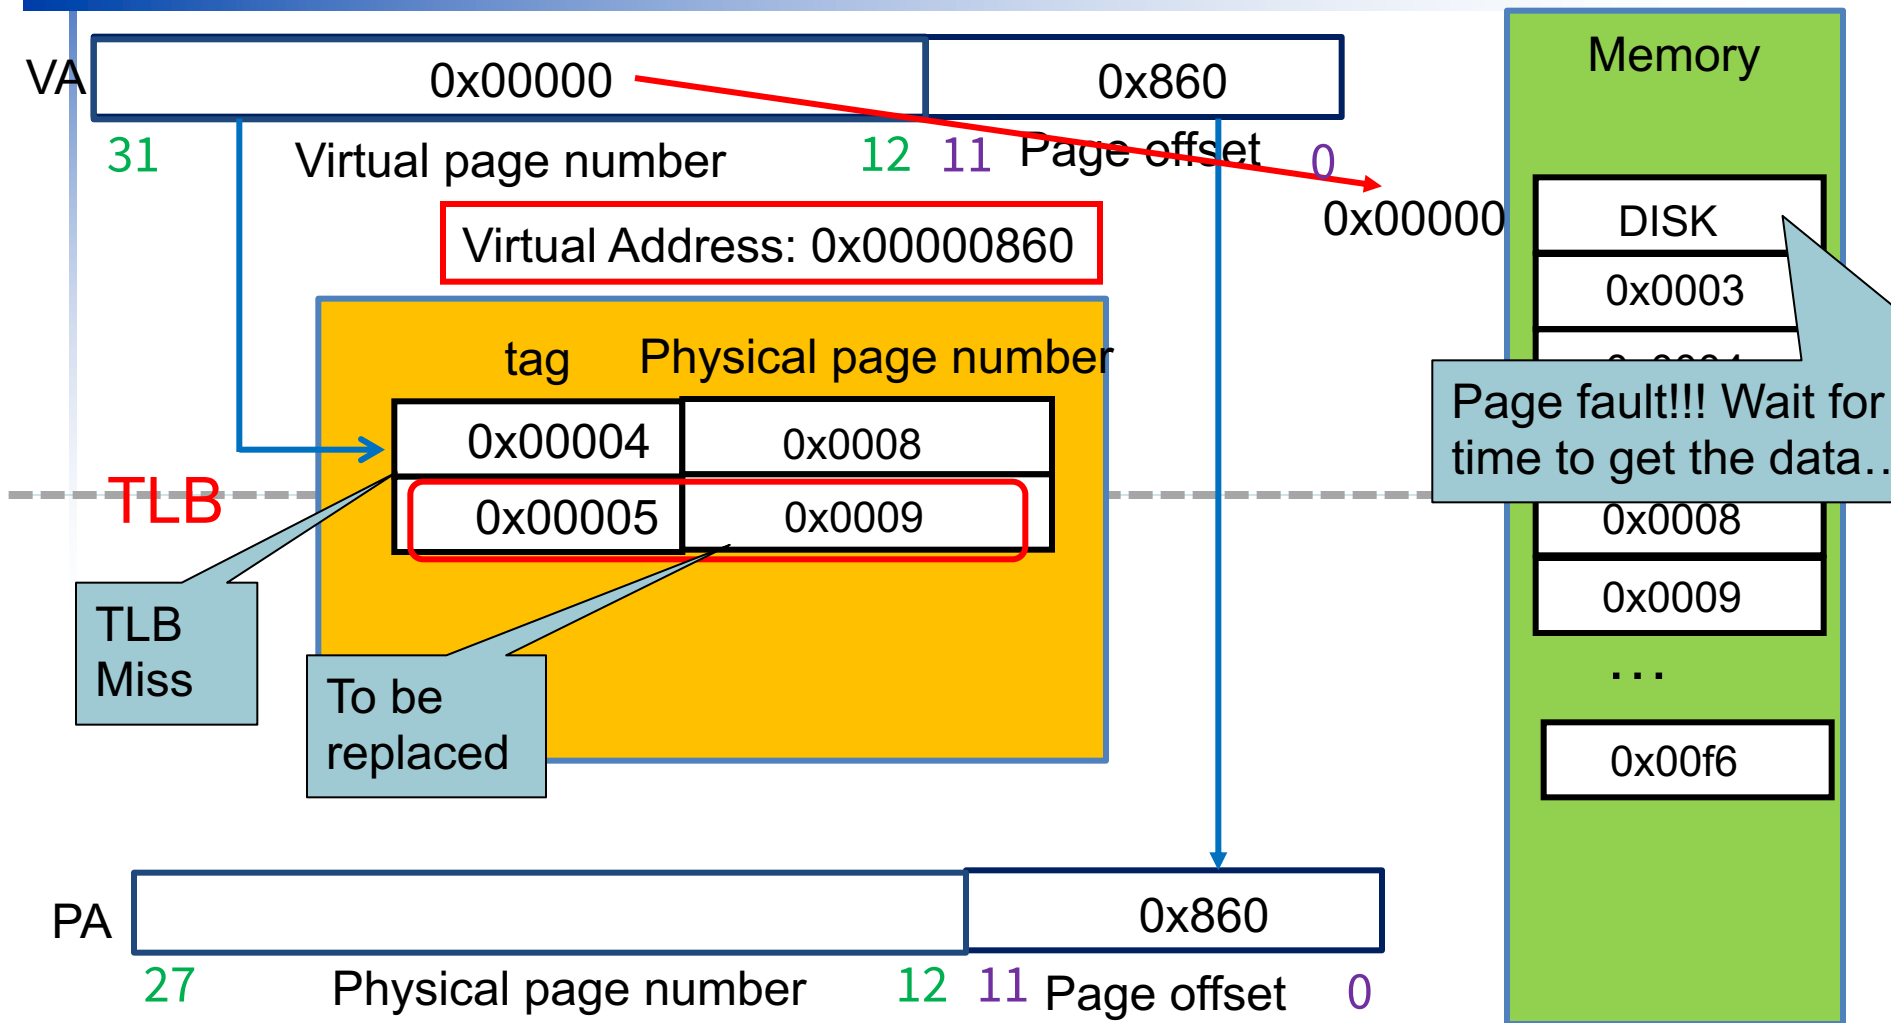 VA
0x00000
0x860
31
Virtual page number
12
11
Page offset
0
Virtual Address: 0x00000860
Memory
0x00000
DISK
0x0003
Page fault!!! Wait for
time to get the data..
0x0008
0x0009
...
0x00f6
TLB
tag
Physical page number
0x00004
0x0008
0x00005
0x0009
TLB
Miss
To be
replaced
PA
0x860
27
Physical page number
12
11
Page offset
0